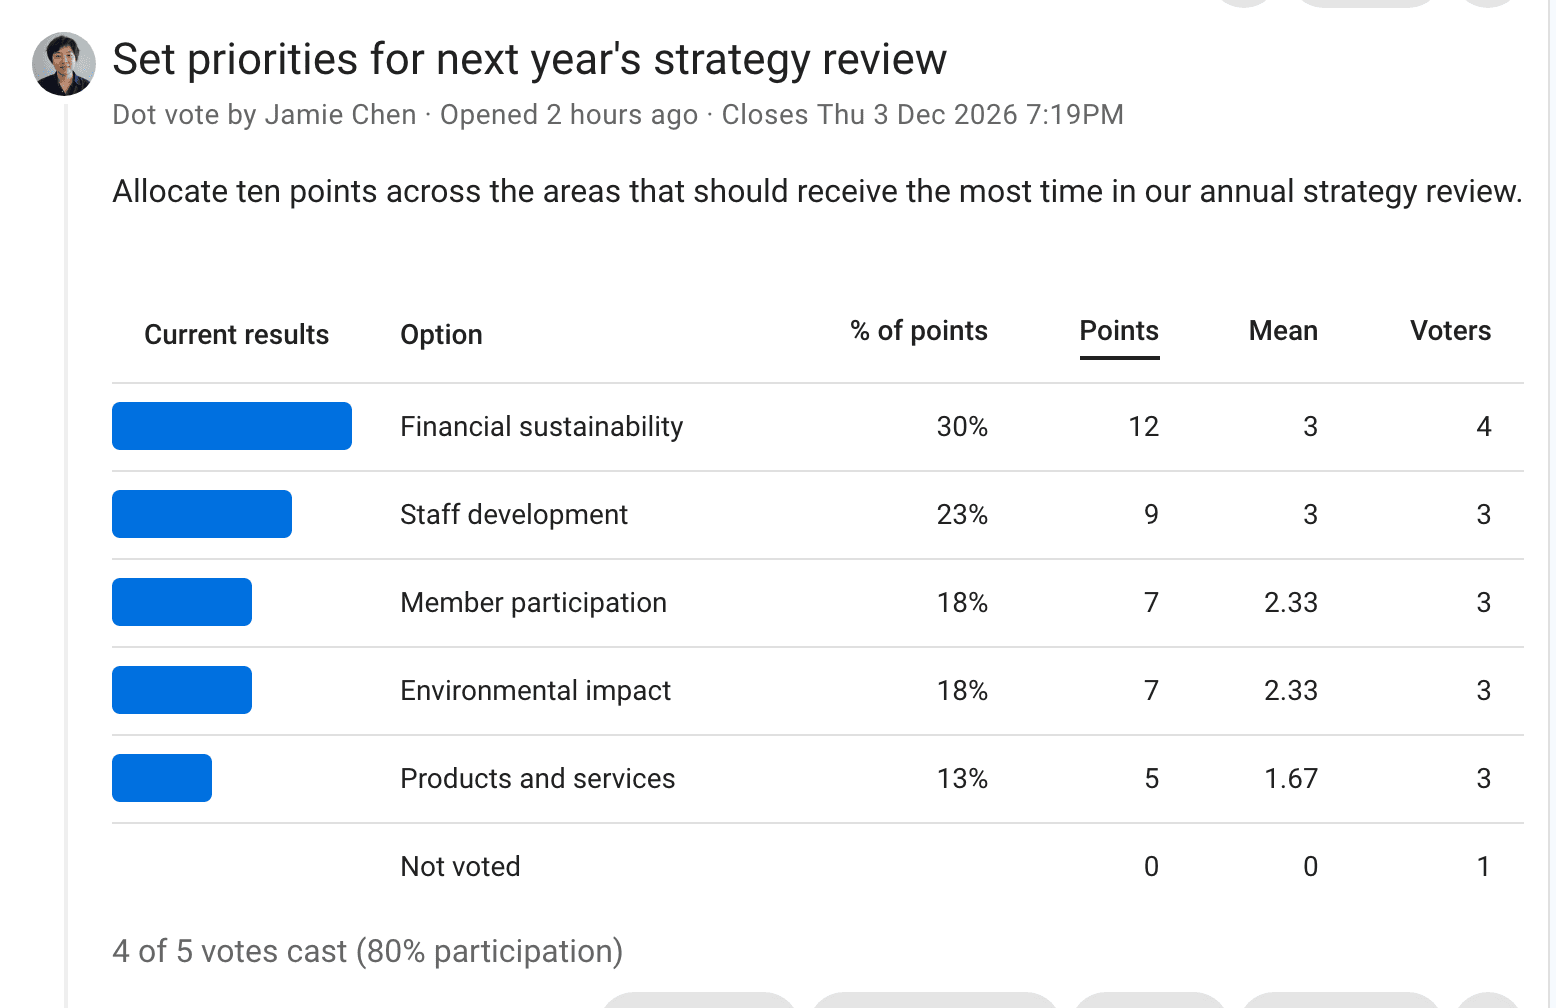 Set priorities for next year's strategy review
Dot vote by Jamie Chen · Opened 2 hours ago · Closes Thu 3 Dec 2026 7:19PM
Allocate ten points across the areas that should receive the most time in our annual strategy review.
Current results Option % of points Points Mean Voters
Financial sustainability 30% 12 3 4
Staff development 23% 9 3 3
Member participation 18% 7 2.33 3
Environmental impact 18% 7 2.33 3
Products and services 13% 5 1.67 3
Not voted 0 0 1
4 of 5 votes cast (80% participation)